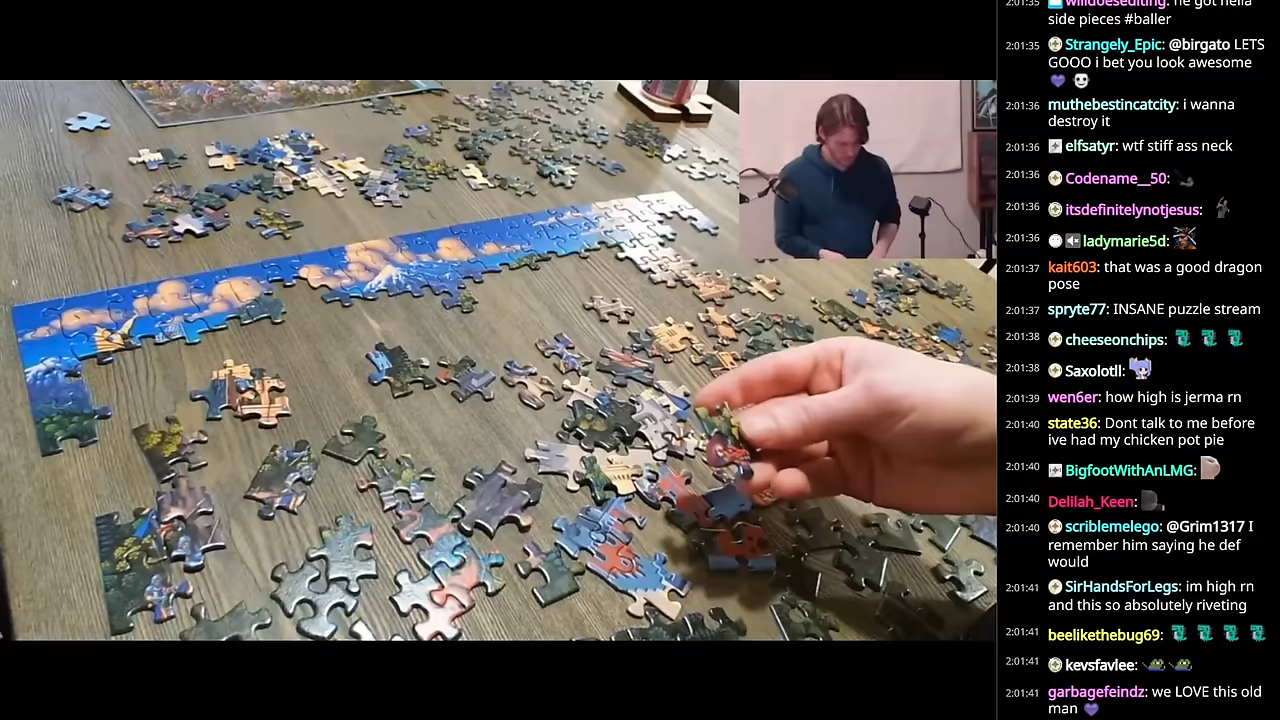 2:01:35 willdoesediting: he got hella
side pieces #baller
2:01:35 Strangely_Epic: @birgato LETS
GOOO i bet you look awesome
2:01:36 muthebestincatcity: i wanna
destroy it
2:01:36 elfsatyr: wtf stiff ass neck
2:01:36 Codename__50:
2:01:36 itsdefinitelynotjesus:
2:01:36 ladymarie5d:
2:01:37 kait603: that was a good dragon
pose
2:01:37 spryte77: INSANE puzzle stream
2:01:38 cheeseonchips:
2:01:38 Saxolotll:
2:01:39 wen6er: how high is jerma rn
2:01:40 state36: Dont talk to me before
ive had my chicken pot pie
2:01:40 BigfootWithAnLMG:
2:01:40 Delilah_Keen:
2:01:40 scriblemelego: @Grim1317 I
remember him saying he def
would
2:01:41 SirHandsForLegs: im high rn
and this so absolutely riveting
2:01:41 beelikethebug69:
2:01:41 kevsfavlee:
2:01:41 garbagefeindz: we LOVE this old
man